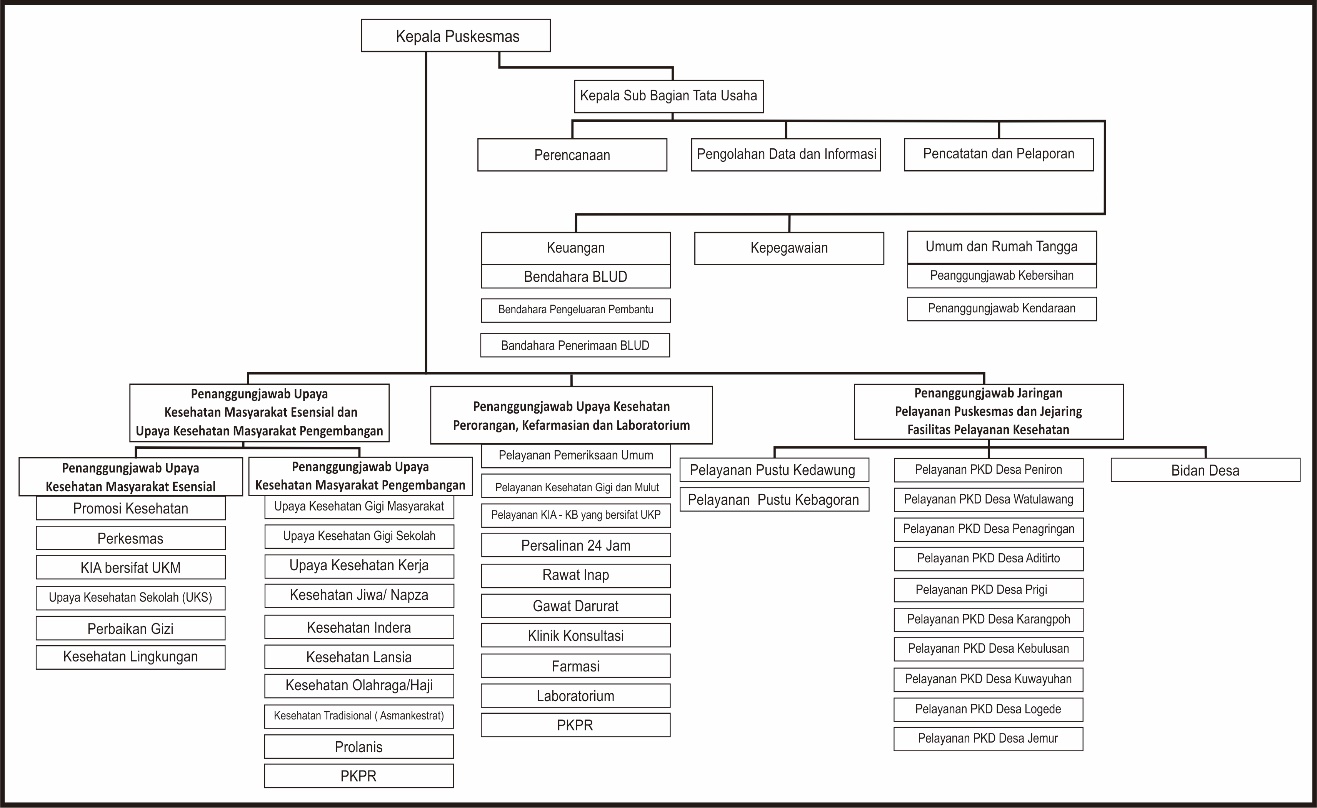 Kepala Puskesmas
Kepala Sub Bagian Tata Usaha
Perencanaan
Pengolahan Data dan Informasi
Pencatatan dan Pelaporan
Keuangan
Bendahara BLUD
Bendahara Pengeluaran Pembantu
Bandahara Penerimaan BLUD
Kepegawaian
Umum dan Rumah Tangga
Peanggungjawab Kebersihan
Penanggungjawab Kendaraan
Penanggungjawab Upaya
Kesehatan Masyarakat Esensial dan
Upaya Kesehatan Masyarakat Pengembangan
Penanggungjawab Upaya
Kesehatan Masyarakat Esensial
Promosi Kesehatan
Perkesmas
KIA bersifat UKM
Upaya Kesehatan Sekolah (UKS)
Perbaikan Gizi
Kesehatan Lingkungan
Penanggungjawab Upaya
Kesehatan Masyarakat Pengembangan
Upaya Kesehatan Gigi Masyarakat
Upaya Kesehatan Gigi Sekolah
Upaya Kesehatan Kerja
Kesehatan Jiwa/ Napza
Kesehatan Indera
Kesehatan Lansia
Kesehatan Olahraga/Haji
Kesehatan Tradisional ( Asmankestrat)
Prolanis
PKPR
Penanggungjawab Upaya Kesehatan
Perorangan, Kefarmasian dan Laboratorium
Pelayanan Pemeriksaan Umum
Pelayanan Kesehatan Gigi dan Mulut
Pelayanan KIA - KB yang bersifat UKP
Persalinan 24 Jam
Rawat Inap
Gawat Darurat
Klinik Konsultasi
Farmasi
Laboratorium
PKPR
Penanggungjawab Jaringan
Pelayanan Puskesmas dan Jejaring
Fasilitas Pelayanan Kesehatan
Pelayanan Pustu Kedawung
Pelayanan Pustu Kebagoran
Pelayanan PKD Desa Peniron
Pelayanan PKD Desa Watulawang
Pelayanan PKD Desa Penagringan
Pelayanan PKD Desa Aditirto
Pelayanan PKD Desa Prigi
Pelayanan PKD Desa Karangpoh
Pelayanan PKD Desa Kebulusan
Pelayanan PKD Desa Kuwayuhan
Pelayanan PKD Desa Logede
Pelayanan PKD Desa Jemur
Bidan Desa